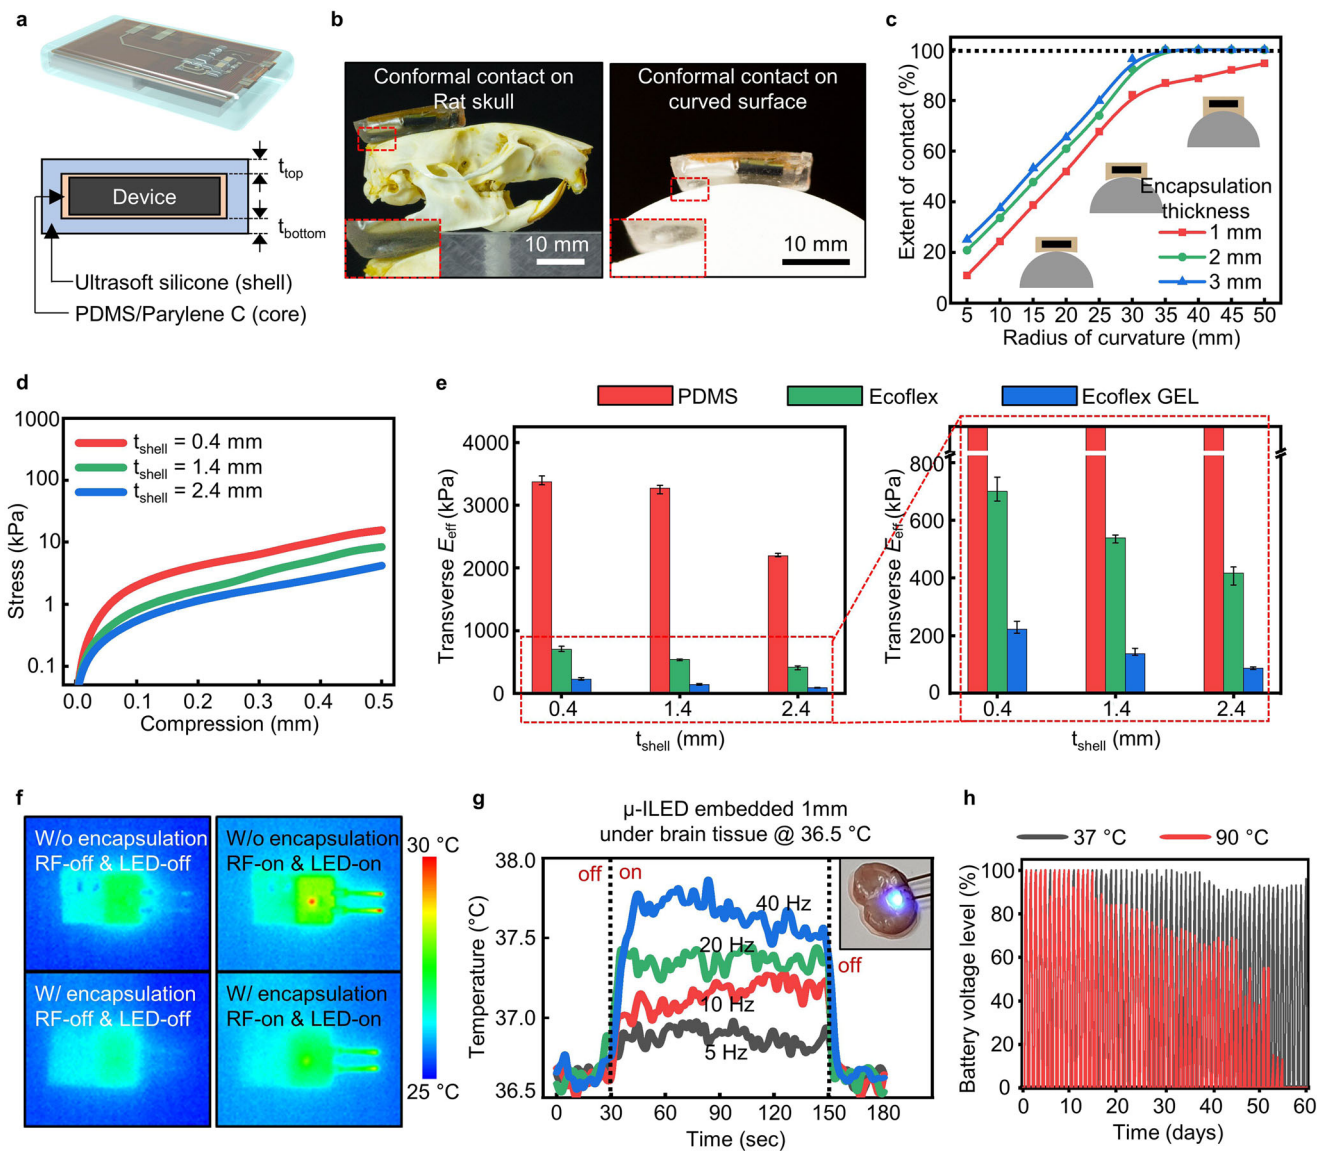 a
t_top
Device
t_bottom
Ultrasoft silicone (shell)
PDMS/Parylene C (core)
b
Conformal contact on
Rat skull
10 mm
Conformal contact on
curved surface
10 mm
c
Extent of contact (%)
100
80
60
40
20
0
5 10 15 20 25 30 35 40 45 50
Radius of curvature (mm)
Encapsulation
thickness
1 mm
2 mm
3 mm
d
Stress (kPa)
1000
100
10
1
0.1
t_shell = 0.4 mm
t_shell = 1.4 mm
t_shell = 2.4 mm
0.0 0.1 0.2 0.3 0.4 0.5
Compression (mm)
e
PDMS Ecoflex Ecoflex GEL
Transverse E_eff (kPa)
4000
3000
2000
1000
0
0.4 1.4 2.4
t_shell (mm)
Transverse E_eff (kPa)
800
600
400
200
0
0.4 1.4 2.4
t_shell (mm)
f
W/o encapsulation
RF-off & LED-off
W/o encapsulation
RF-on & LED-on
W/ encapsulation
RF-off & LED-off
W/ encapsulation
RF-on & LED-on
30 °C
25 °C
g
μ-ILED embedded 1mm
under brain tissue @ 36.5 °C
Temperature (°C)
38.0
37.5
37.0
36.5
off on
40 Hz
20 Hz
10 Hz
5 Hz
off
0 30 60 90 120 150 180
Time (sec)
h
37 °C 90 °C
Battery voltage level (%)
100
80
60
40
20
0
0 10 20 30 40 50 60
Time (days)